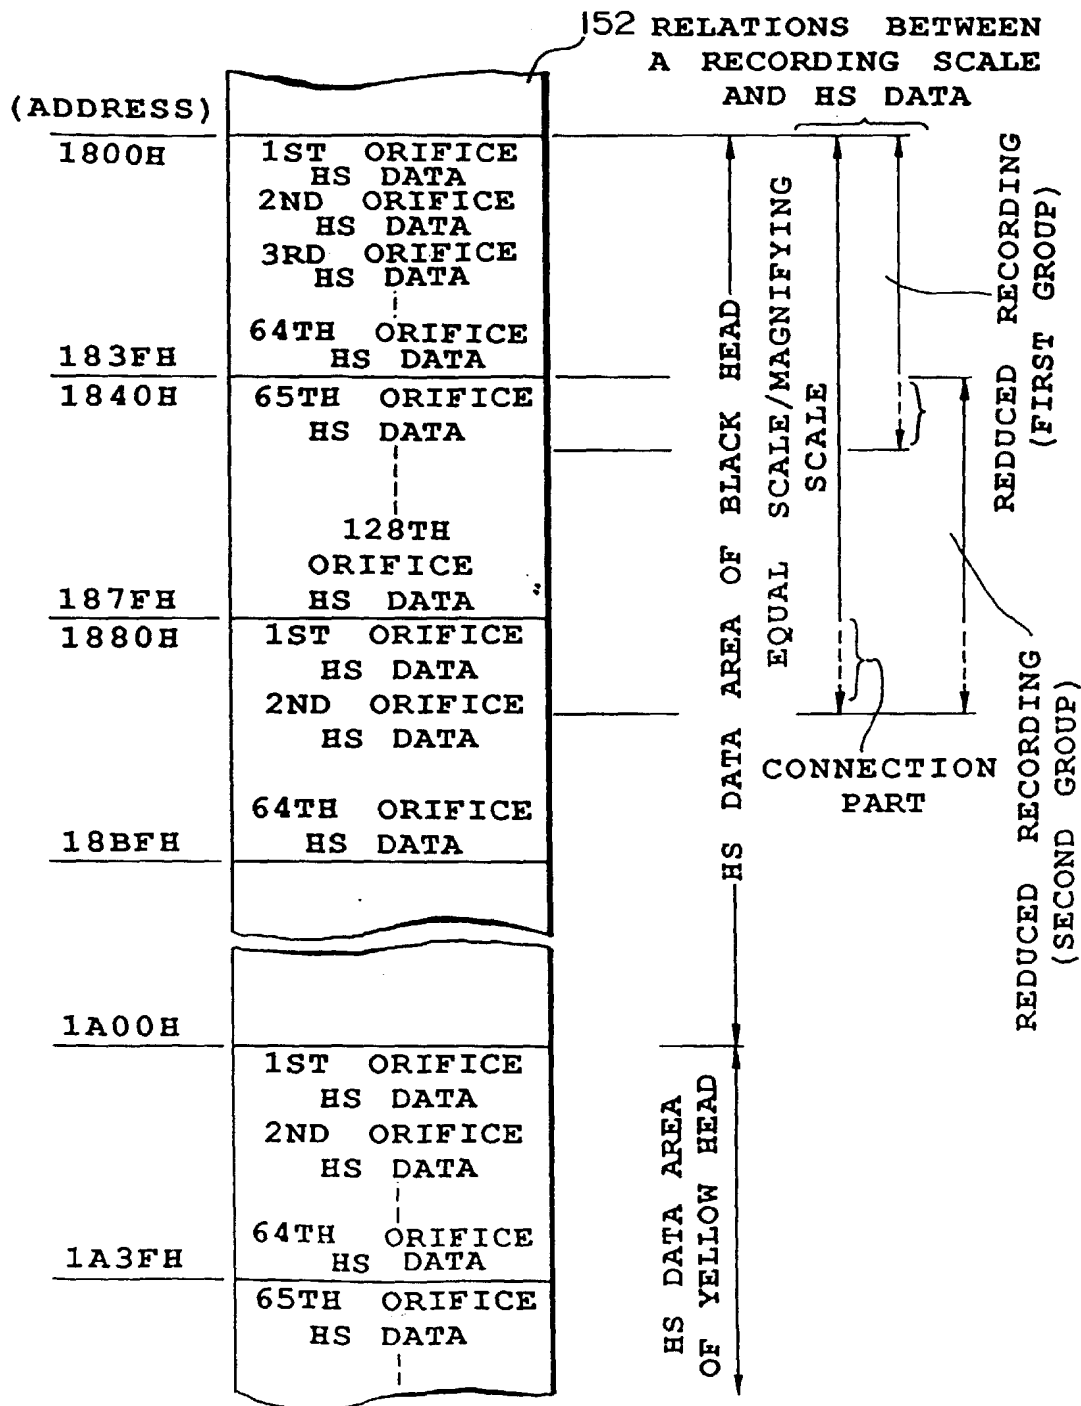 152 RELATIONS BETWEEN
A RECORDING SCALE
AND HS DATA
(ADDRESS)
1800H
1ST ORIFICE
HS DATA
2ND ORIFICE
HS DATA
3RD ORIFICE
HS DATA
64TH ORIFICE
HS DATA
183FH
1840H
65TH ORIFICE
HS DATA
128TH
ORIFICE
HS DATA
187FH
1880H
1ST ORIFICE
HS DATA
2ND ORIFICE
HS DATA
64TH ORIFICE
HS DATA
18BFH
1A00H
1ST ORIFICE
HS DATA
2ND ORIFICE
HS DATA
64TH ORIFICE
HS DATA
1A3FH
65TH ORIFICE
HS DATA
HS DATA AREA OF BLACK HEAD
EQUAL SCALE/MAGNIFYING
SCALE
REDUCED RECORDING
(FIRST GROUP)
CONNECTION
PART
REDUCED RECORDING
(SECOND GROUP)
HS DATA AREA
OF YELLOW HEAD